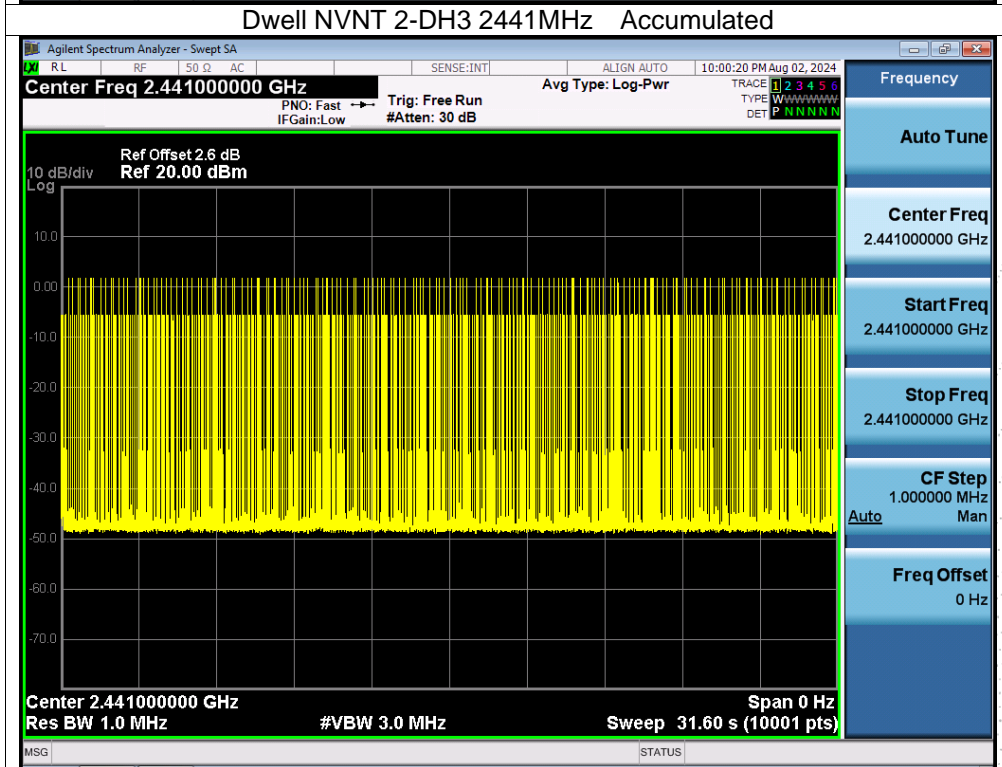 Dwell NVNT 2-DH3 2441MHz Accumulated
Agilent Spectrum Analyzer - Swept SA
LXI RL RF 50 Ω AC SENSE:INT ALIGN AUTO 10:00:20 PM Aug 02, 2024
Center Freq 2.441000000 GHz
PNO: Fast
IFGain:Low
Trig: Free Run
#Atten: 30 dB
Avg Type: Log-Pwr
TRACE 1 2 3 4 5 6
TYPE WWWWWWW
DET P N N N N N
Ref Offset 2.6 dB
10 dB/div Ref 20.00 dBm
Log
10.0
0.00
-10.0
-20.0
-30.0
-40.0
-50.0
-60.0
-70.0
Center 2.441000000 GHz Span 0 Hz
Res BW 1.0 MHz #VBW 3.0 MHz Sweep 31.60 s (10001 pts)
MSG STATUS
Frequency
Auto Tune
Center Freq
2.441000000 GHz
Start Freq
2.441000000 GHz
Stop Freq
2.441000000 GHz
CF Step
1.000000 MHz
Auto Man
Freq Offset
0 Hz